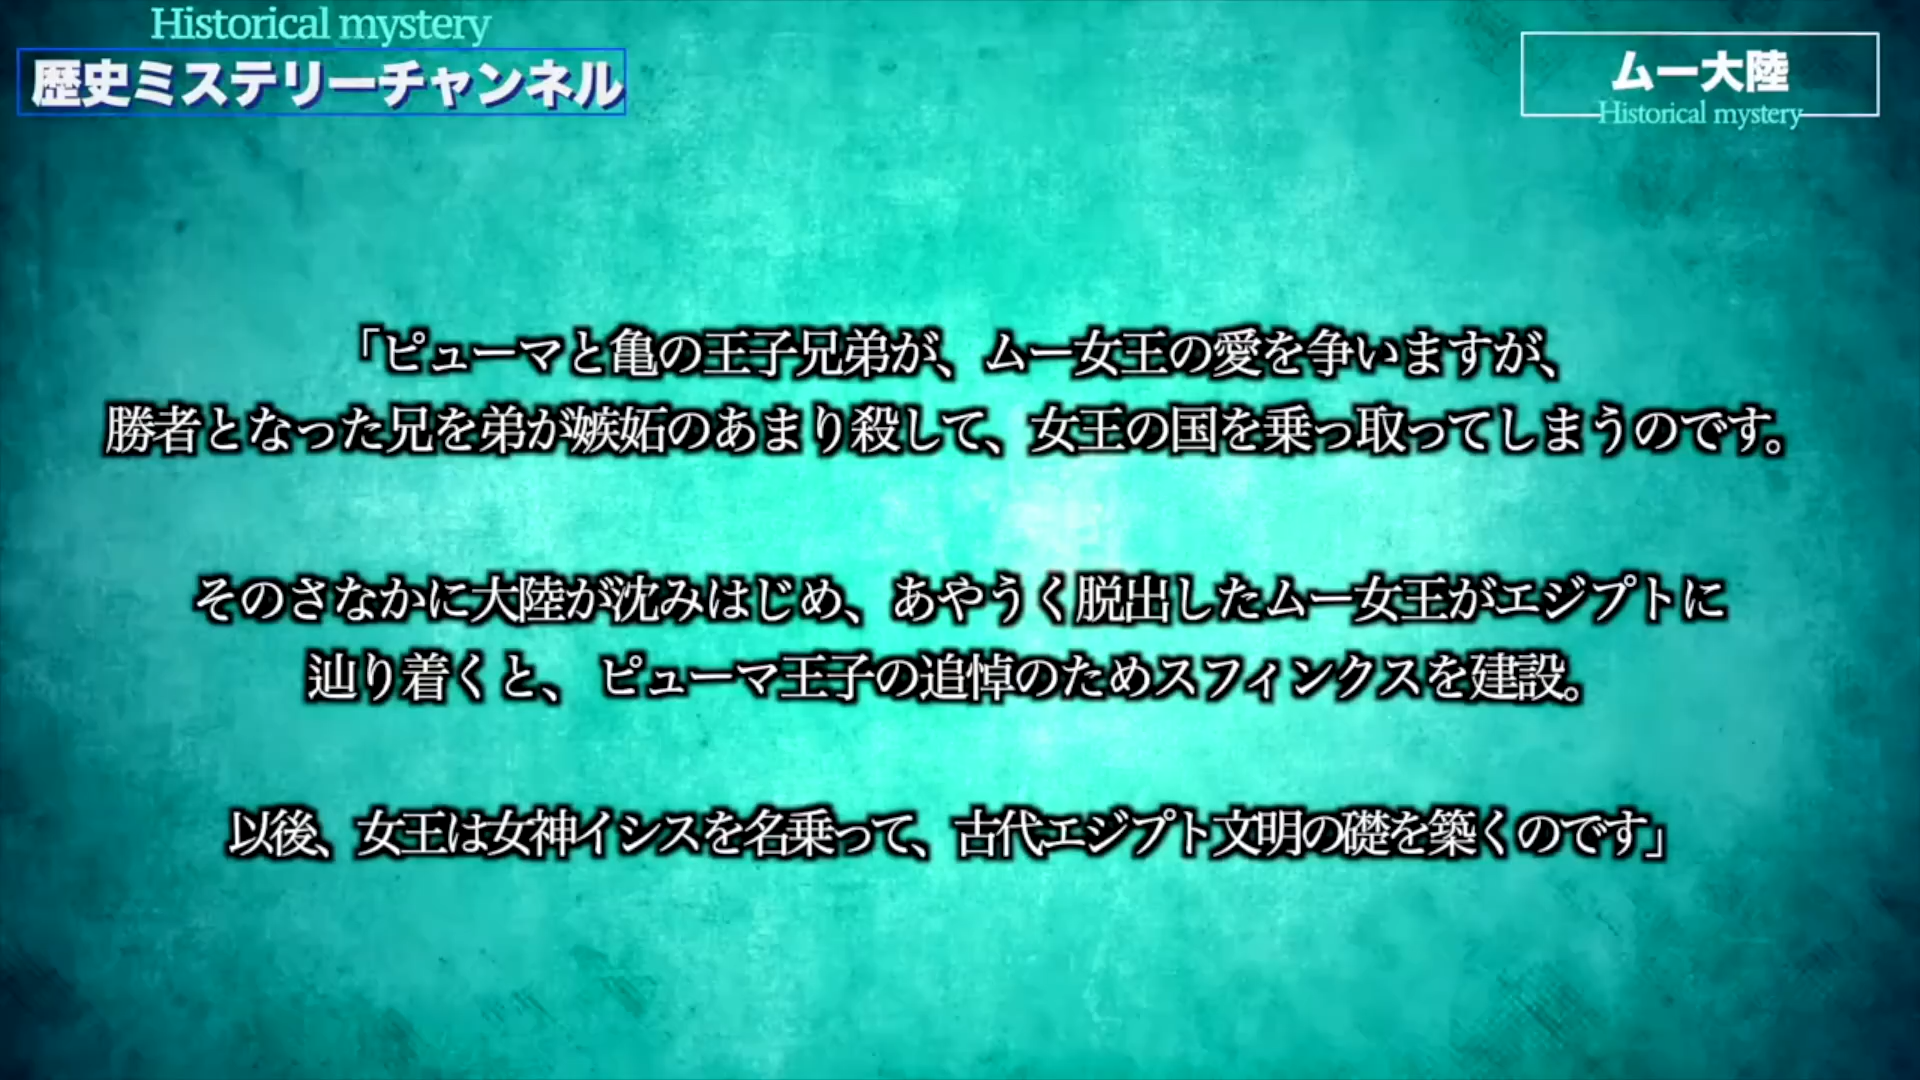 Historical mystery
歴史ミステリーチャンネル
ムー大陸
Historical mystery
「ピューマと亀の王子兄弟が、ムー女王の愛を争いますが、
勝者となった兄を弟が嫉妬のあまり殺して、女王の国を乗っ取ってしまうのです。
そのさなかに大陸が沈みはじめ、あやうく脱出したムー女王がエジプトに
辿り着くと、 ピューマ王子の追悼のためスフィンクスを建設。
以後、女王は女神イシスを名乗って、古代エジプト文明の礎を築くのです」